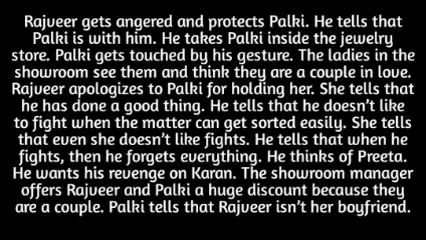 Rajveer gets angered and protects Palki. He tells that
Palki is with him. He takes Palki inside the jewelry
store. Palki gets touched by his gesture. The ladies in the
showroom see them and think they are a couple in love.
Rajveer apologizes to Palki for holding her. She tells that
he has done a good thing. He tells that he doesn't like
to fight when the matter can get sorted easily. She tells
that even she doesn't like fights. He tells that when he
fights, then he forgets everything. He thinks of Preeta.
He wants his revenge on Karan. The showroom manager
offers Rajveer and Palki a huge discount because they
are a couple. Palki tells that Rajveer isn't her boyfriend.